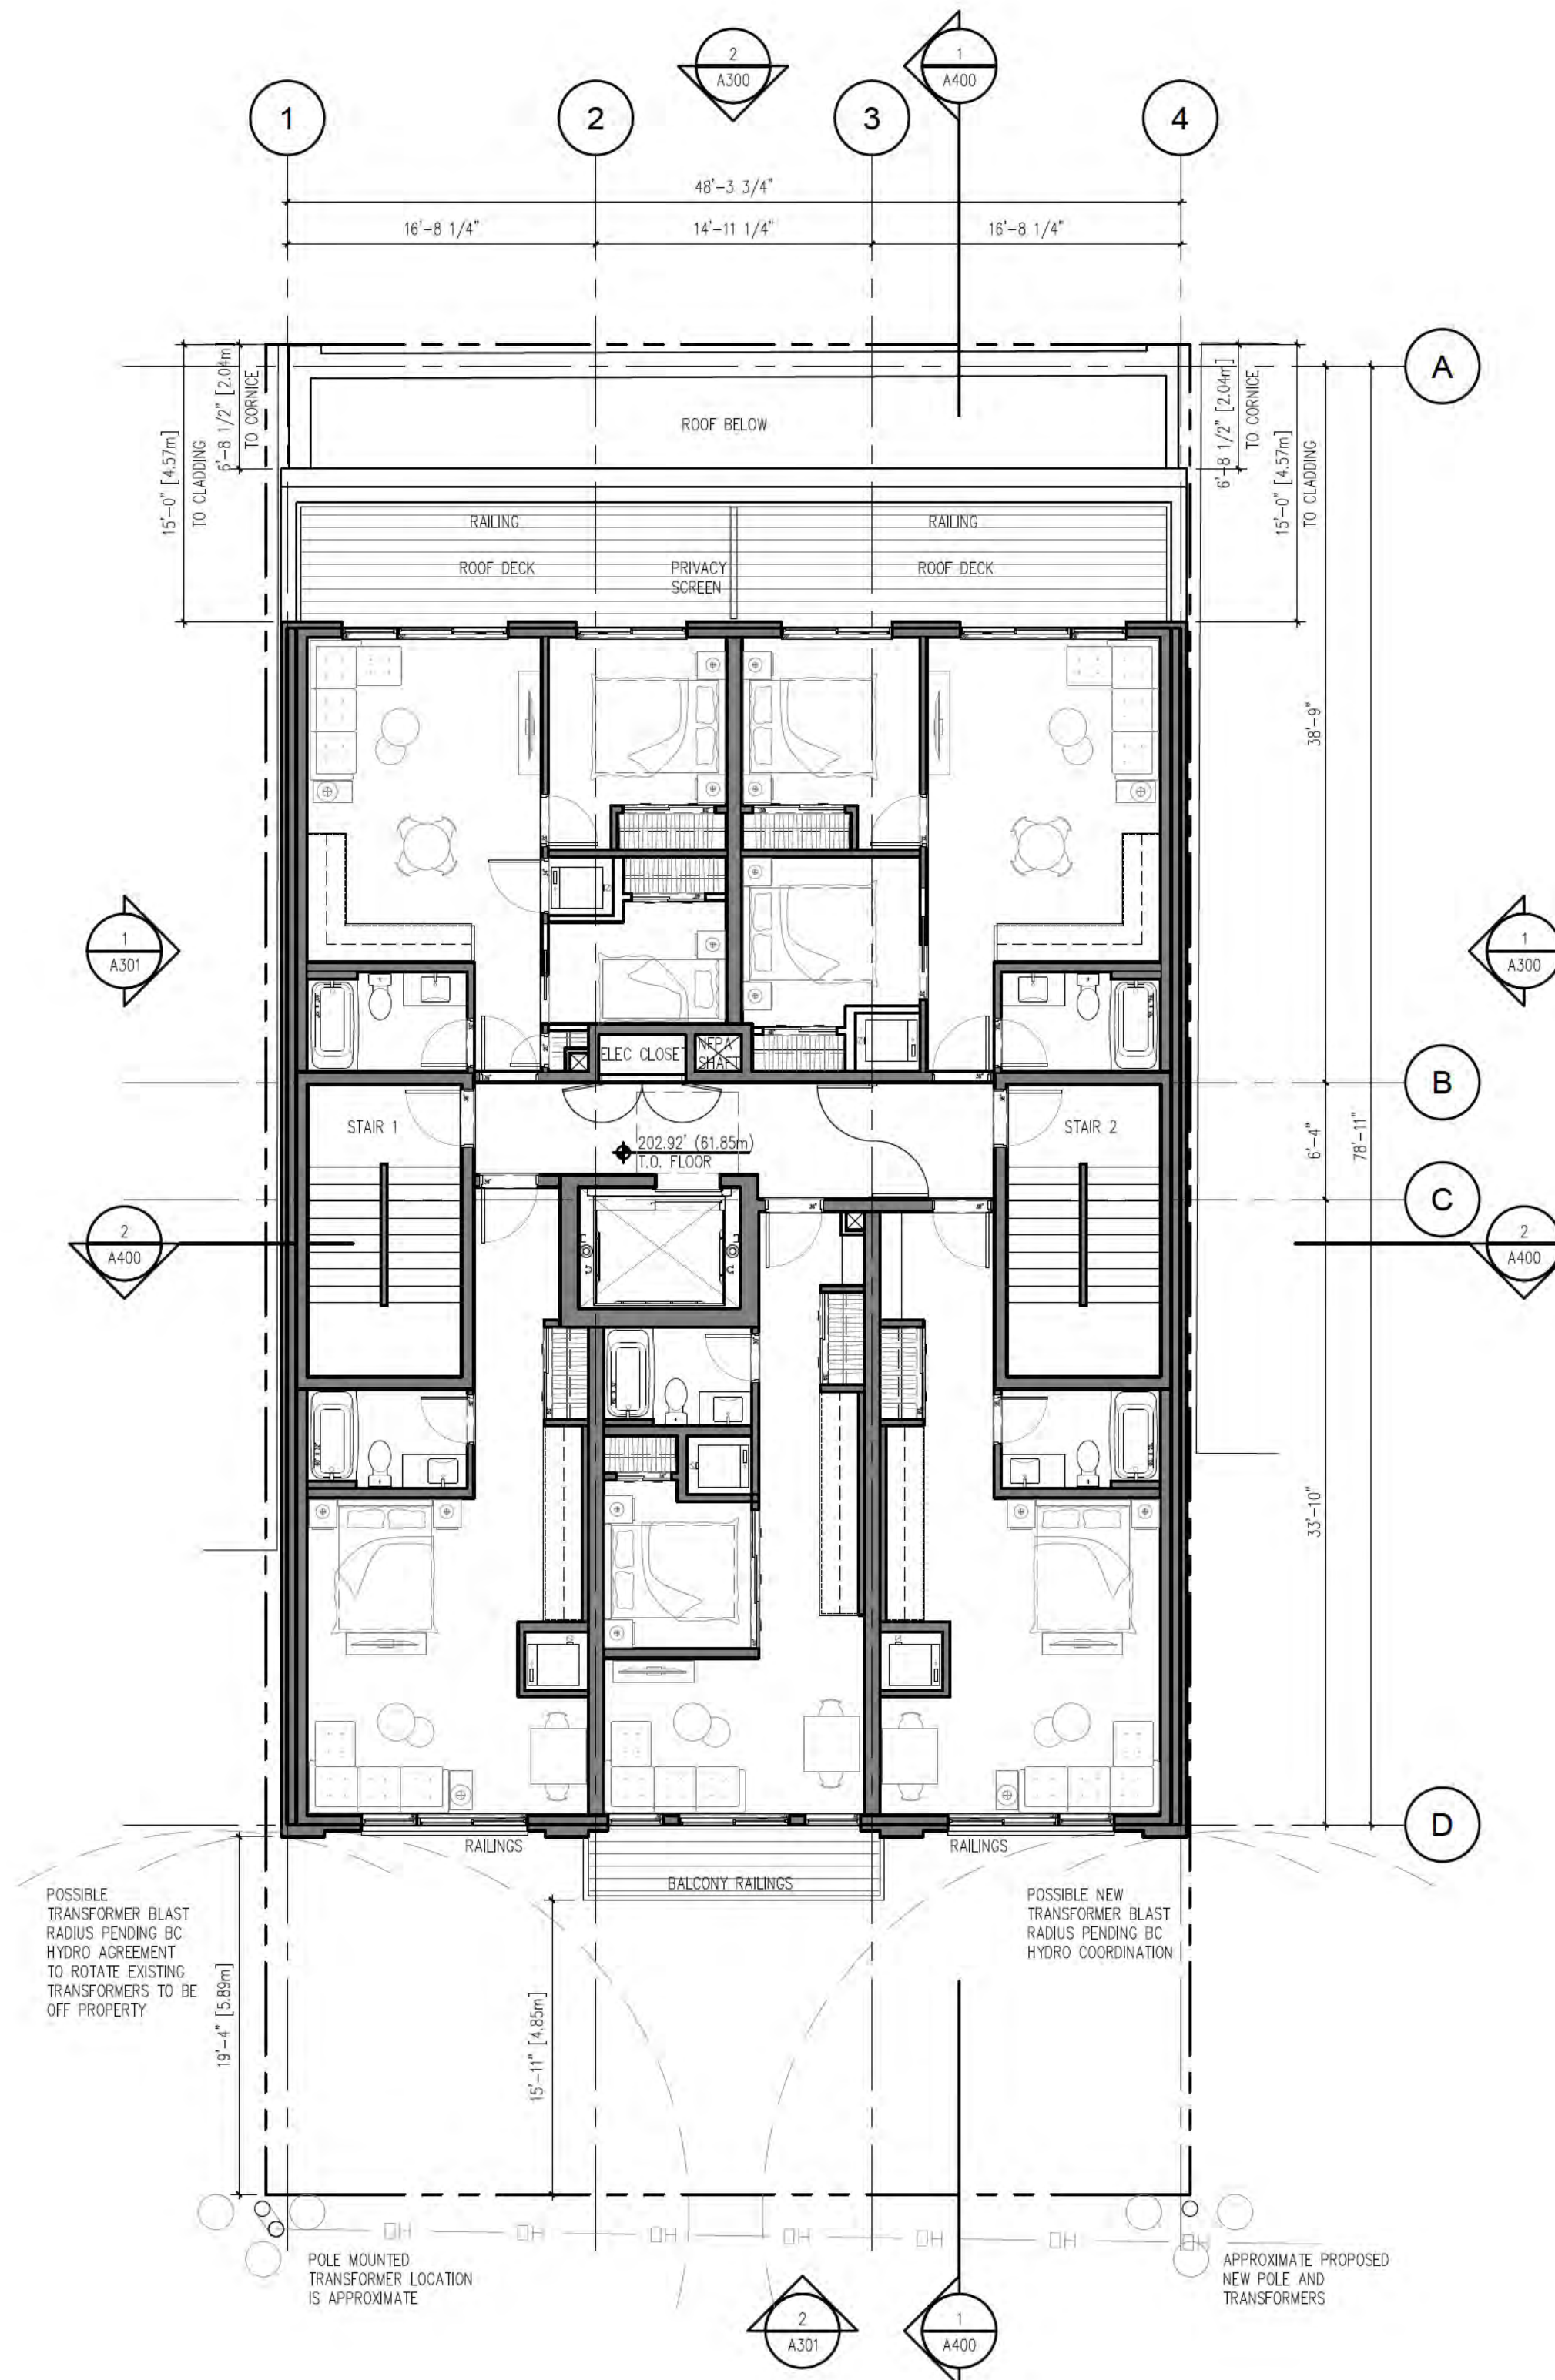 2
A300
1
A400
1
2
3
4
48'-3 3/4"
16'-8 1/4"
14'-11 1/4"
16'-8 1/4"
A
15'-0" [4.57m]
TO CLADDING
6'-8 1/2" [2.04m]
TO CORNICE
6'-8 1/2" [2.04m]
TO CORNICE
15'-0" [4.57m]
TO CLADDING
ROOF BELOW
RAILING
RAILING
ROOF DECK
PRIVACY
SCREEN
ROOF DECK
38'-9"
1
A301
1
A300
ELEC CLOSET
NFPA
SHAFT
B
STAIR 1
STAIR 2
202.92' (61.85m)
T.O. FLOOR
6'-4"
78'-11"
C
2
A400
2
A400
33'-10"
D
RAILINGS
RAILINGS
BALCONY RAILINGS
POSSIBLE
TRANSFORMER BLAST
RADIUS PENDING BC
HYDRO AGREEMENT
TO ROTATE EXISTING
TRANSFORMERS TO BE
OFF PROPERTY
POSSIBLE NEW
TRANSFORMER BLAST
RADIUS PENDING BC
HYDRO COORDINATION
19'-4" [5.89m]
15'-11" [4.85m]
OH
OH
OH
OH
OH
OH
OH
POLE MOUNTED
TRANSFORMER LOCATION
IS APPROXIMATE
APPROXIMATE PROPOSED
NEW POLE AND
TRANSFORMERS
2
A301
1
A400